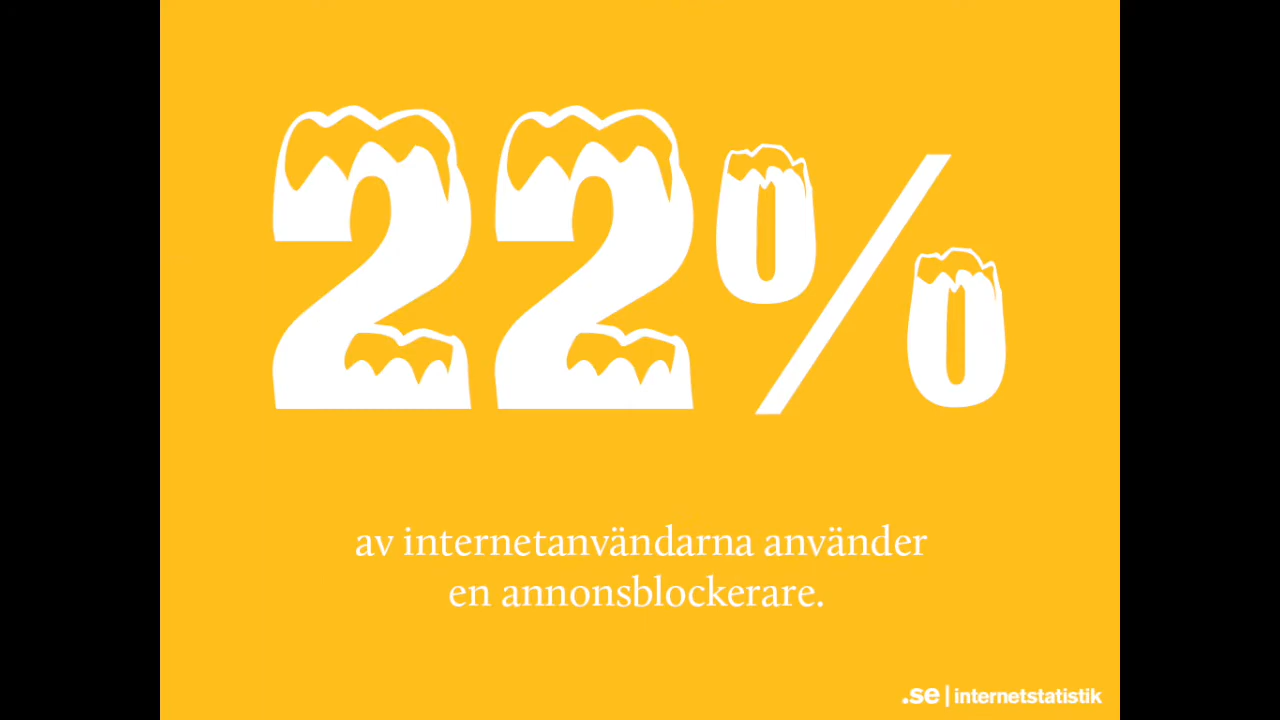 22%
av internetanvändarna använder
en annonsblockerare.
.se | internetstatistik